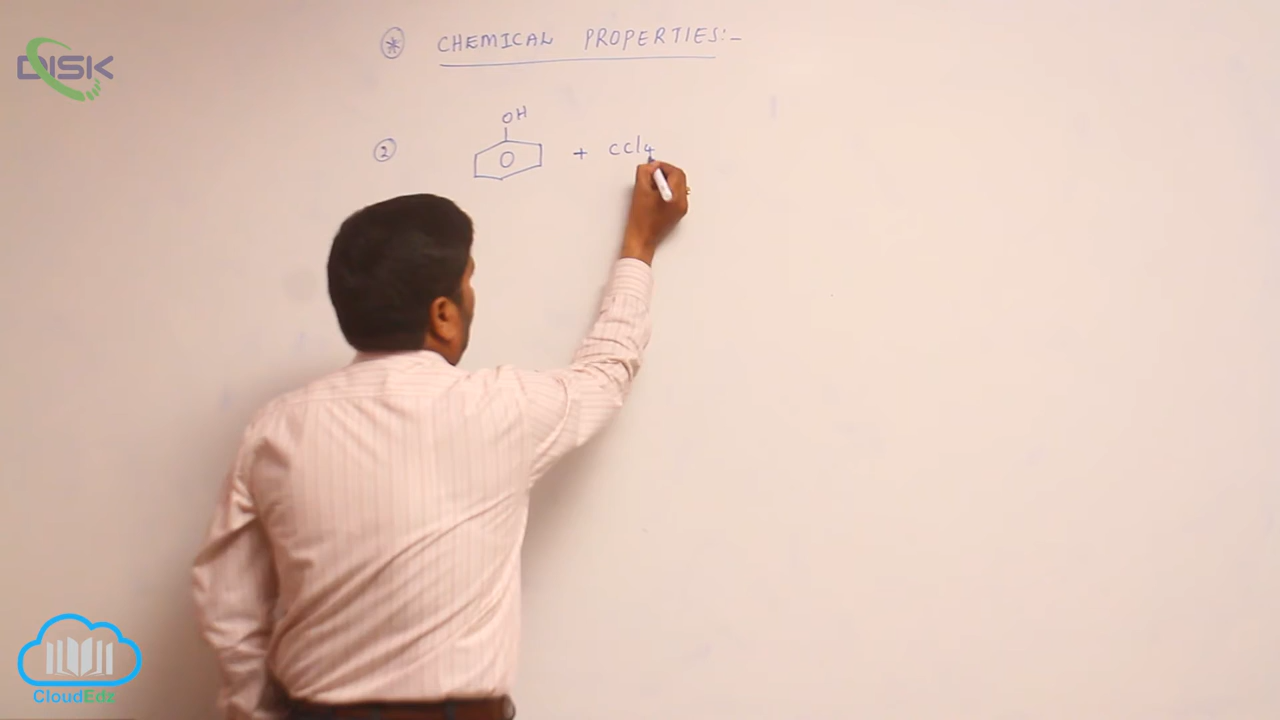 DISK
* CHEMICAL PROPERTIES:-
OH
2 + CCl4
CloudEdz